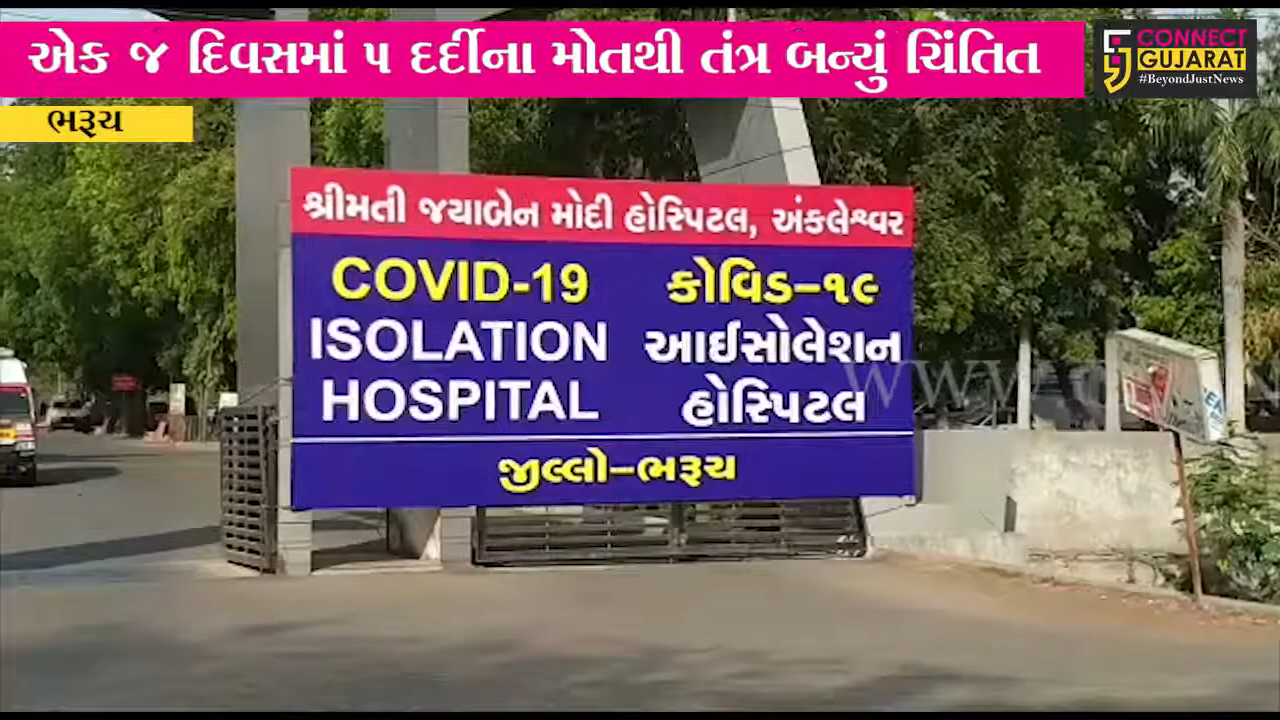 એક જ દિવસમાં ૫ દર્દીના મોતથી તંત્ર બન્યું ચિંતિત
CONNECT
GUJARAT
#BeyondJustNews
ભરૂચ
શ્રીમતી જયાબેન મોદી હોસ્પિટલ, અંકલેશ્વર
COVID-19 કોવિડ-૧૯
ISOLATION આઈસોલેશન
HOSPITAL હોસ્પિટલ
જીલ્લો-ભરૂચ